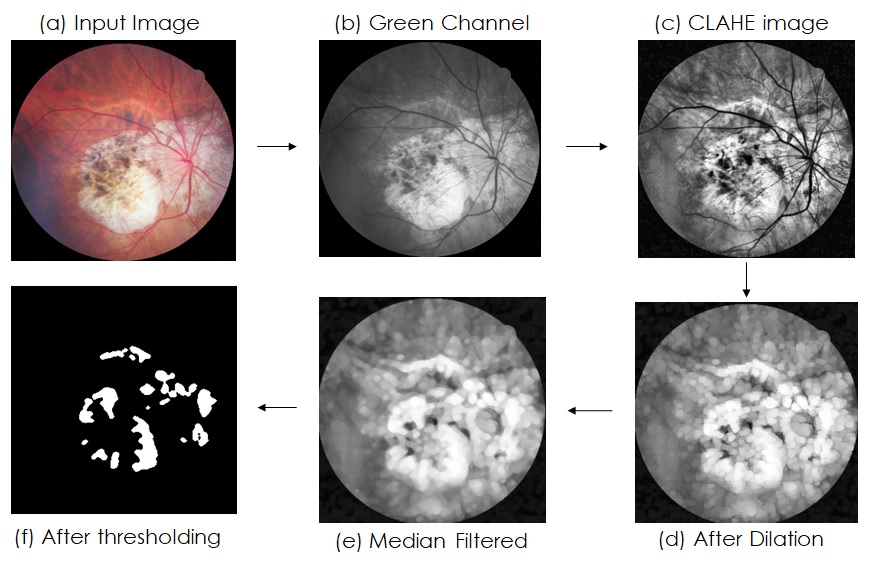 (a) Input Image
(b) Green Channel
(c) CLAHE image
(d) After Dilation
(e) Median Filtered
(f) After thresholding